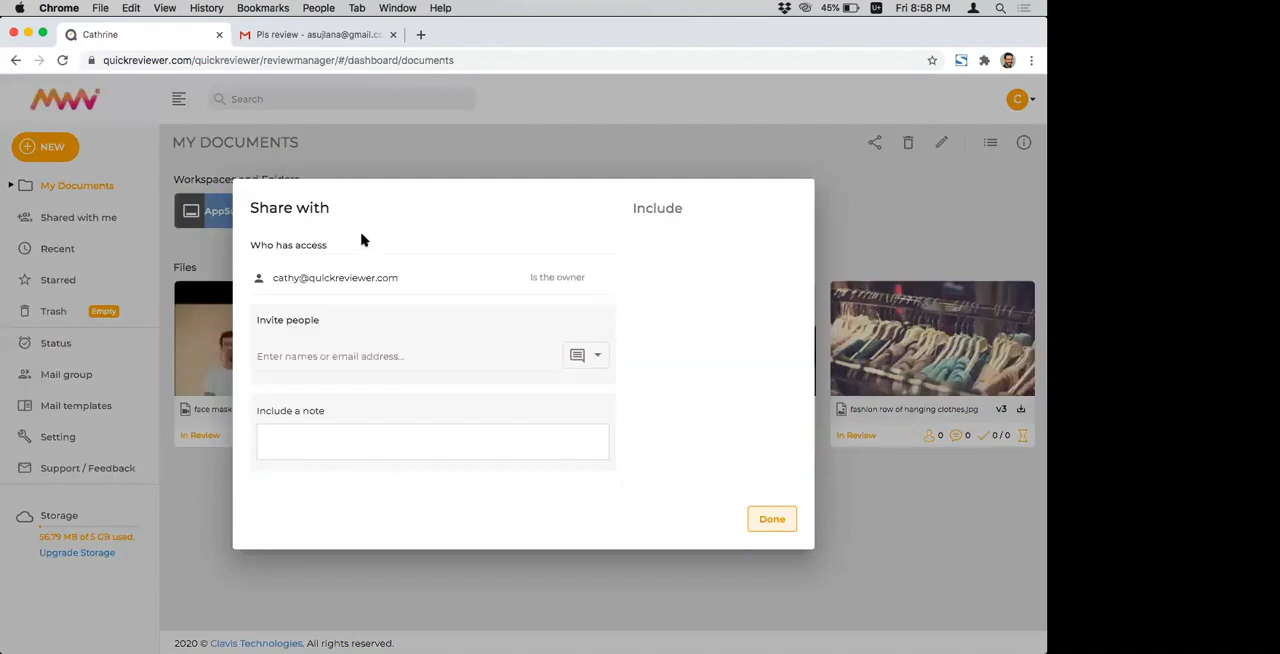 Chrome File Edit View History Bookmarks People Tab Window Help 45% U+ Fri 8:58 PM
Cathrine
Pls review - asujlana@gmail.cc
quickreviewer.com/quickreviewer/reviewmanager/#/dashboard/documents
Search
C
NEW
My Documents
Shared with me
Recent
Starred
Trash Empty
Status
Mail group
Mail templates
Setting
Support / Feedback
Storage
56.79 MB of 5 GB used.
Upgrade Storage
MY DOCUMENTS
Workspaces and Folders
AppSu
Files
face mask
In Review
fashion row of hanging clothes.jpg v3
In Review 0 0 0 / 0
Share with
Include
Who has access
cathy@quickreviewer.com Is the owner
Invite people
Enter names or email address...
Include a note
Done
2020 © Clavis Technologies. All rights reserved.